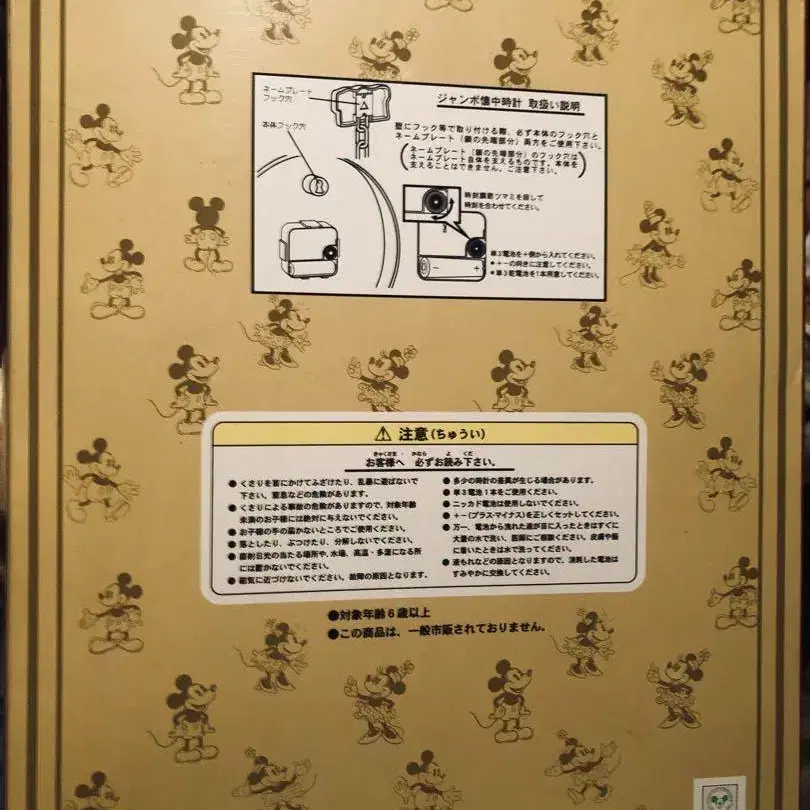 ジャンボ懐中時計 取扱い説明
ネームプレート
フック穴
本体フック穴
壁にフック等で取り付ける際、必ず本体のフック穴と
ネームプレート（鎖の先端部分）両方をご使用下さい。
（ネームプレート（鎖の先端部分）のフック穴は
ネームプレート自体を支えるものです。本体を
支えることはできません。ご注意下さい。）
時刻調節ツマミを回して
時刻を合わせてください。
単3電池を＋側から入れてください。
＋−の向きに注意してください。
単3乾電池を1本用意してください。
− +
⚠ 注意(ちゅうい)
きゃくさま かなら よ くだ
お客様へ 必ずお読み下さい。
● くさりを首にかけてふざけたり、乱暴に遊ばないで
下さい。窒息などの危険があります。
● くさりによる事故の危険がありますので、対象年齢
未満のお子様には絶対に与えないでください。
● お子様の手の届かないところでご使用ください。
● 落としたり、ぶつけたり、分解しないでください。
● 直射日光の当たる場所や、水場、高温・多湿になる所
には置かないでください。
● 磁気に近づけないでください。故障の原因となります。
● 多少の時計の差異が生じる場合があります。
● 単3電池1本をご使用ください。
● ニッカド電池は使用しないでください。
● ＋−(プラス・マイナス)を正しくセットしてください。
● 万一、電池から洩れた液が目に入ったときはすぐに
大量の水で洗い、医師にご相談ください。皮膚や服
に着いたときは水で洗ってください。
● 液もれなどの原因となりますので、消耗した電池は
すみやかに交換してください。
●対象年齢6歳以上
●この商品は、一般市販されておりません。